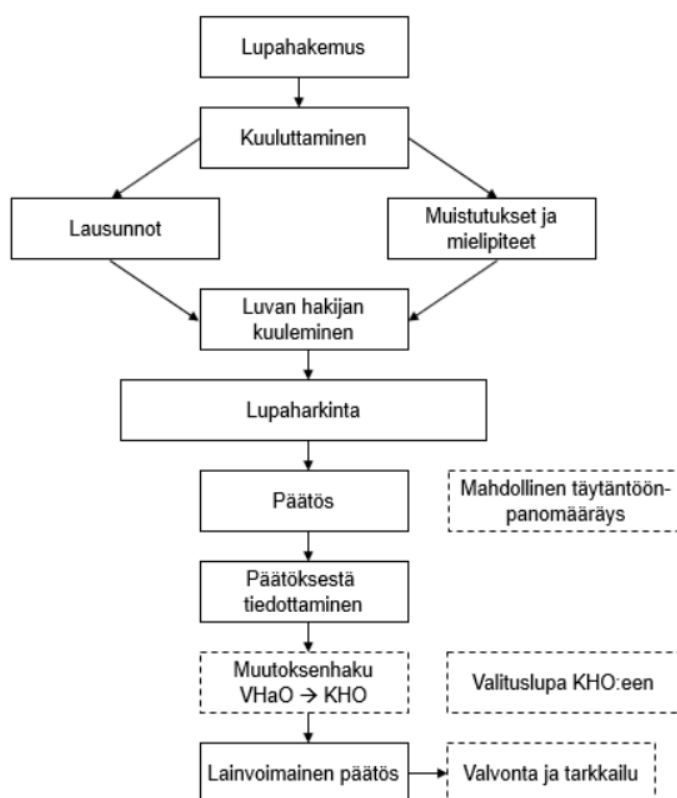 Lupahakemus
Kuuluttaminen
Lausunnot
Muistutukset ja
mielipiteet
Luvan hakijan
kuuleminen
Lupaharkinta
Päätös
Mahdollinen täytäntöön-
panomääräys
Päätöksestä
tiedottaminen
Muutoksenhaku
VHaO → KHO
Valituslupa KHO:een
Lainvoimainen päätös
Valvonta ja tarkkailu